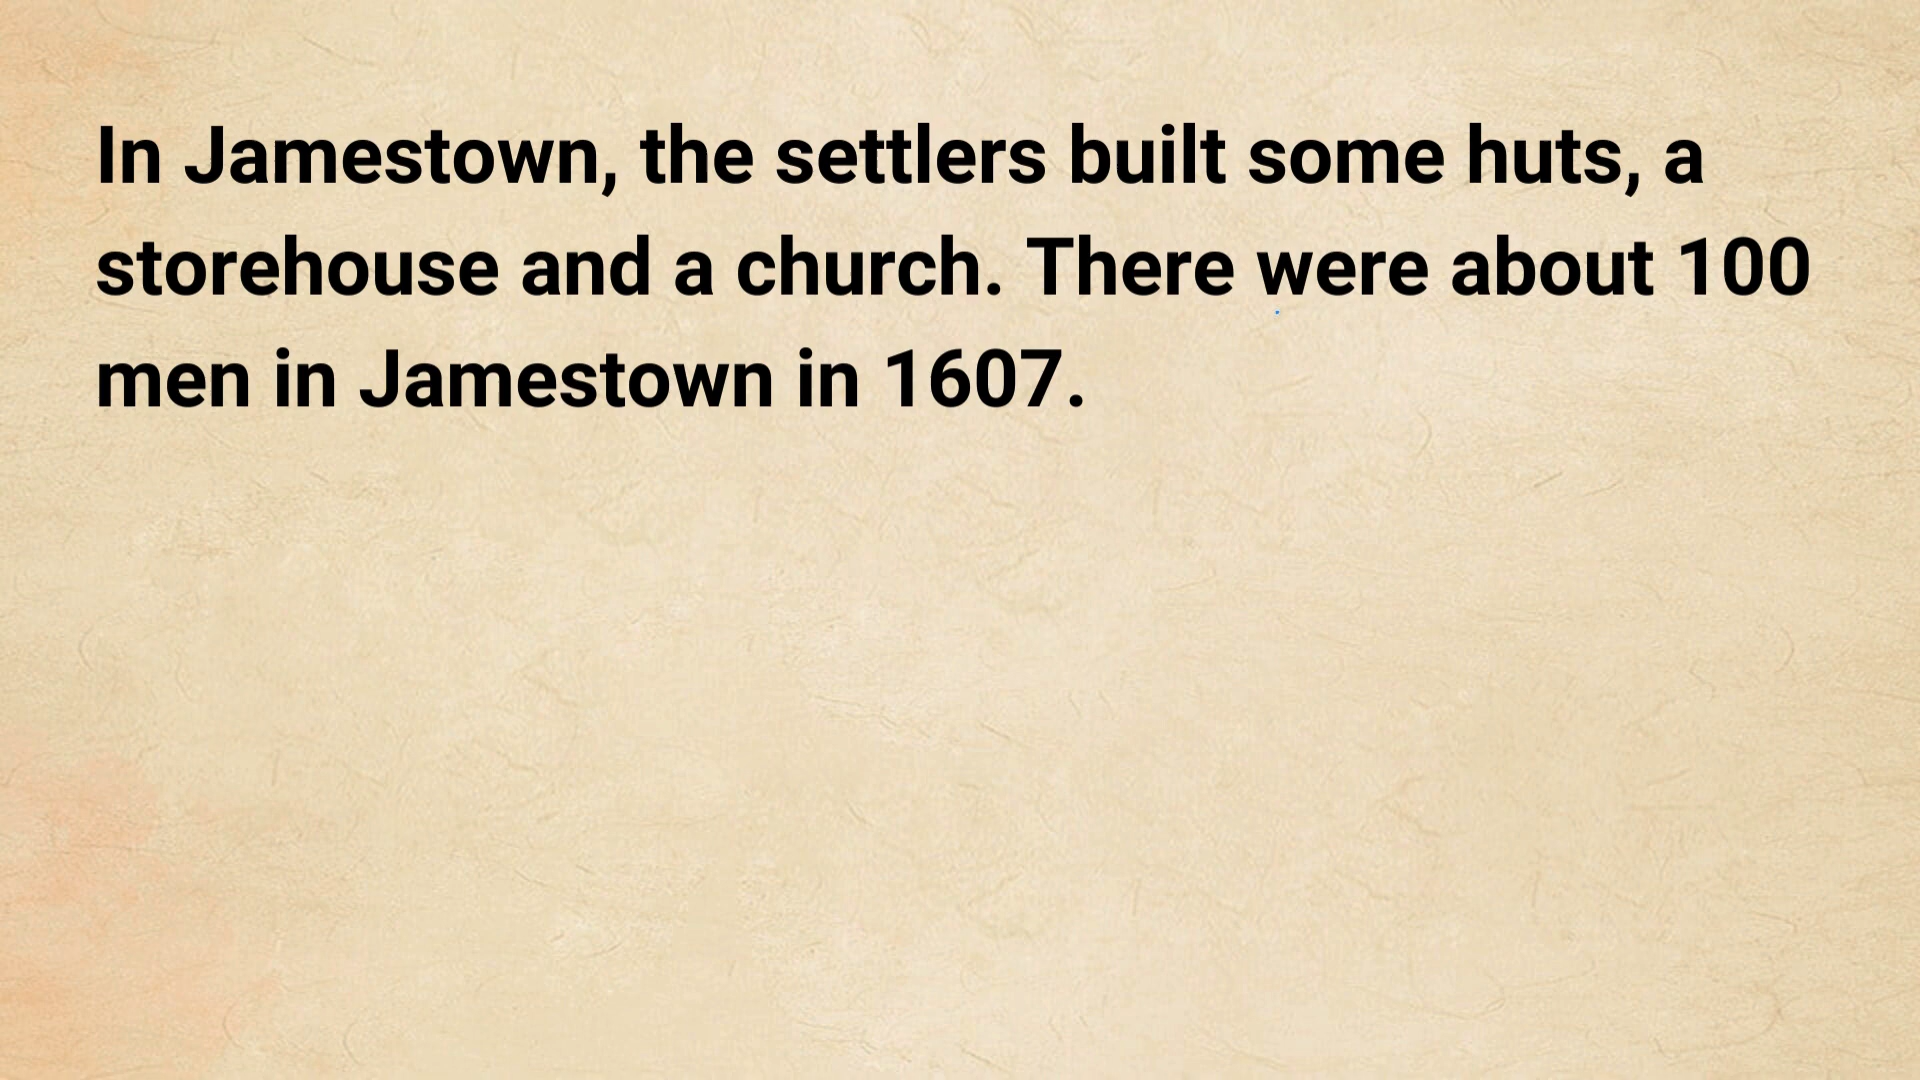 In Jamestown, the settlers built some huts, a
storehouse and a church. There were about 100
men in Jamestown in 1607.